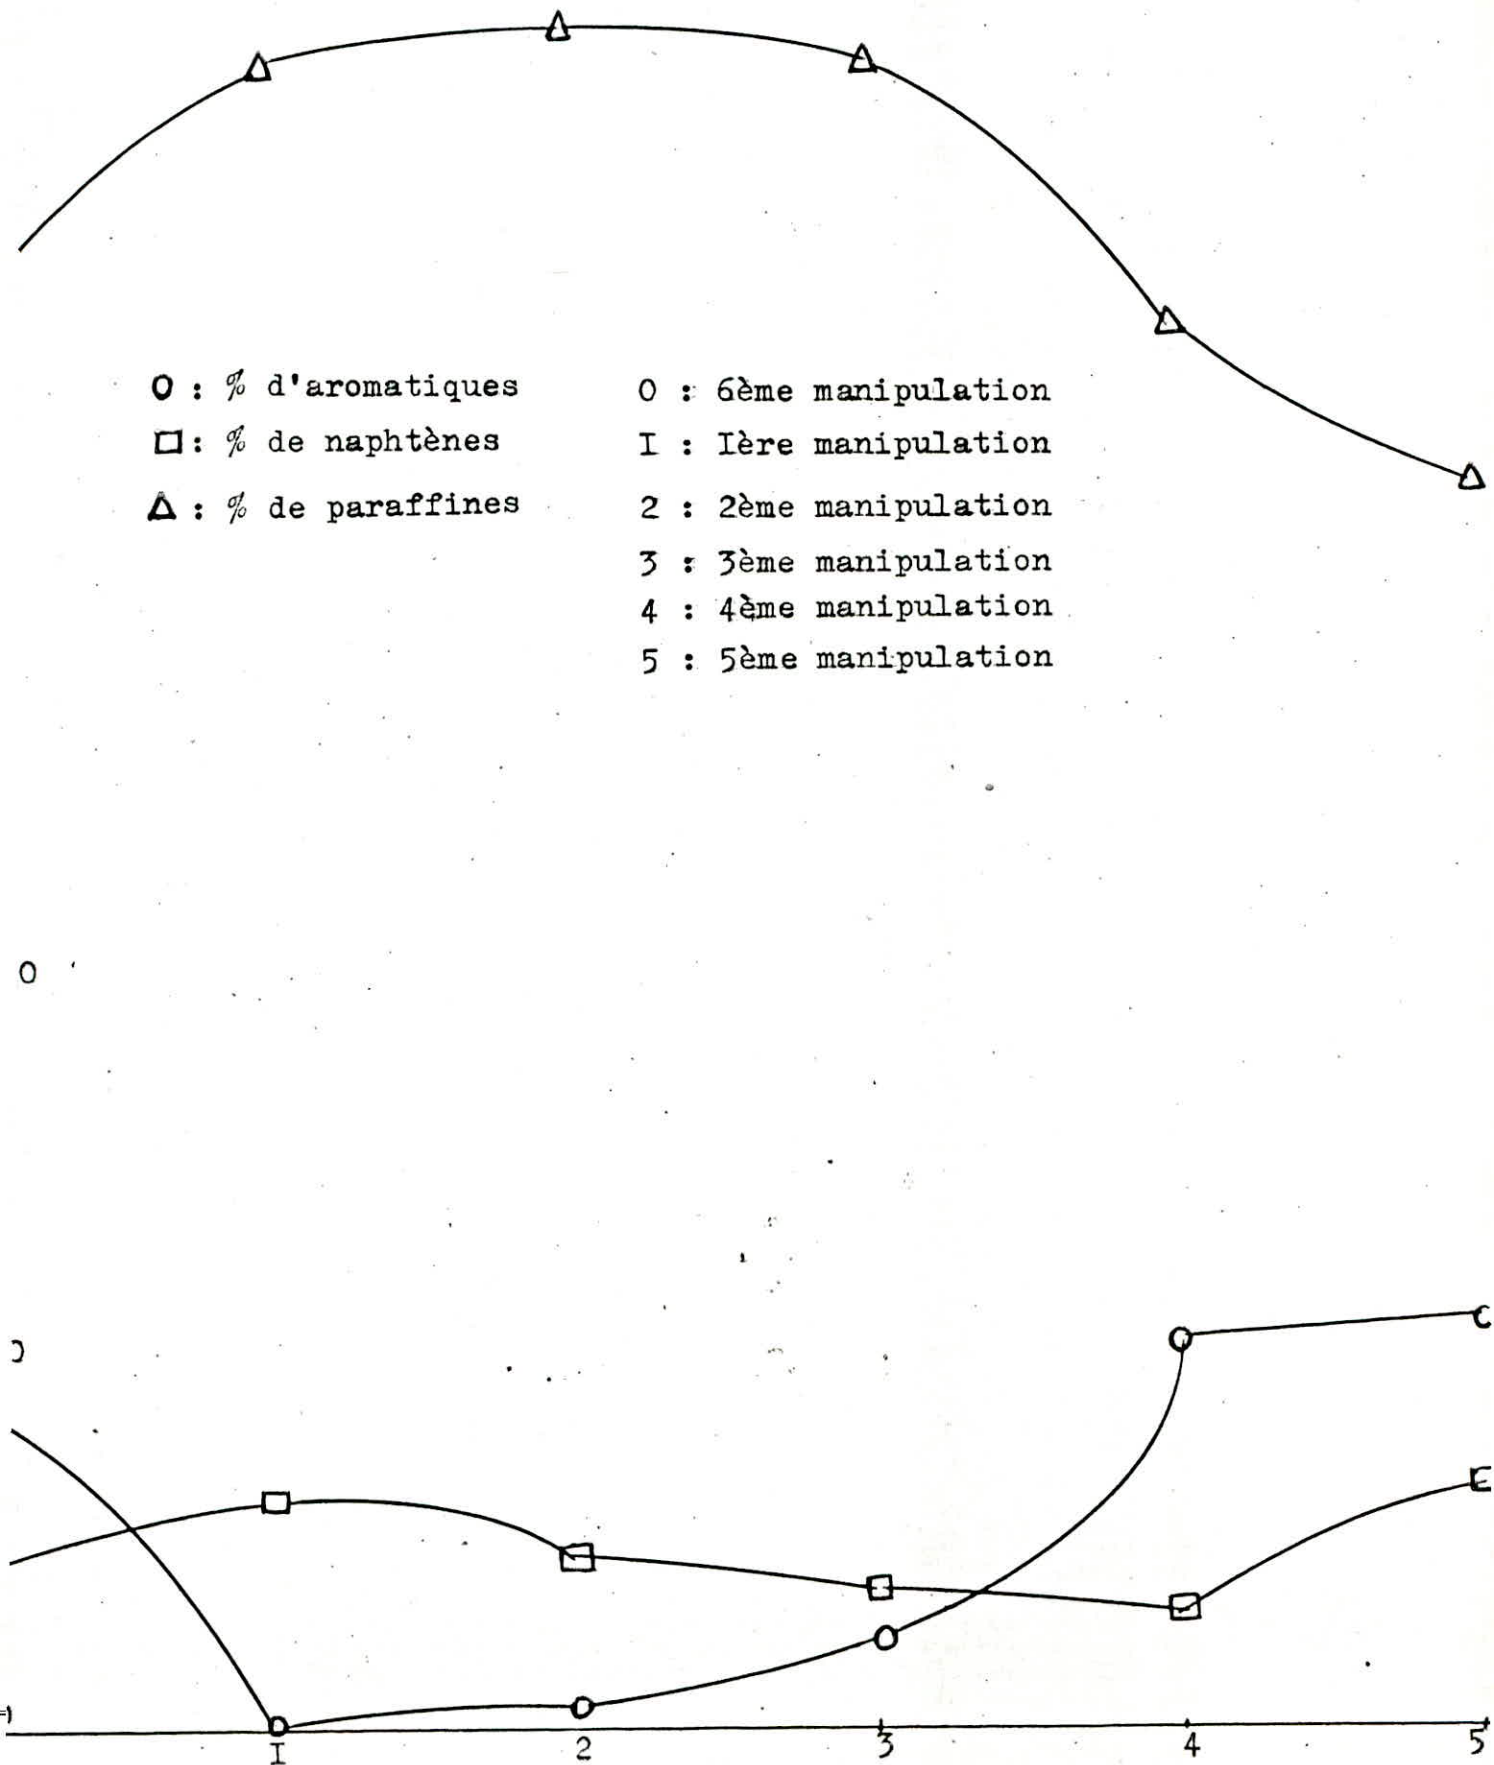 O : % d'aromatiques
□ : % de naphtènes
Δ : % de paraffines
O : 6ème manipulation
I : Ière manipulation
2 : 2ème manipulation
3 : 3ème manipulation
4 : 4ème manipulation
5 : 5ème manipulation
0
I 2 3 4 5